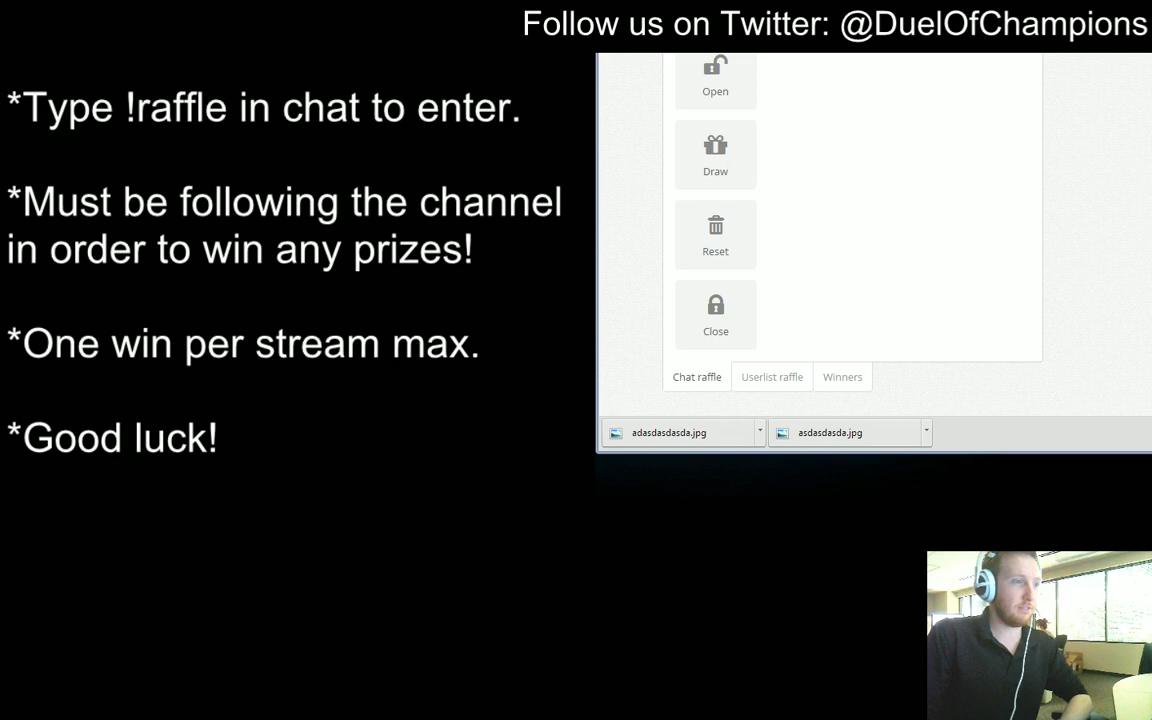 Follow us on Twitter: @DuelOfChampions
*Type !raffle in chat to enter.
*Must be following the channel
in order to win any prizes!
*One win per stream max.
*Good luck!
Open
Draw
Reset
Close
Chat raffle
Userlist raffle
Winners
adasdasdasda.jpg
asdasdasda.jpg